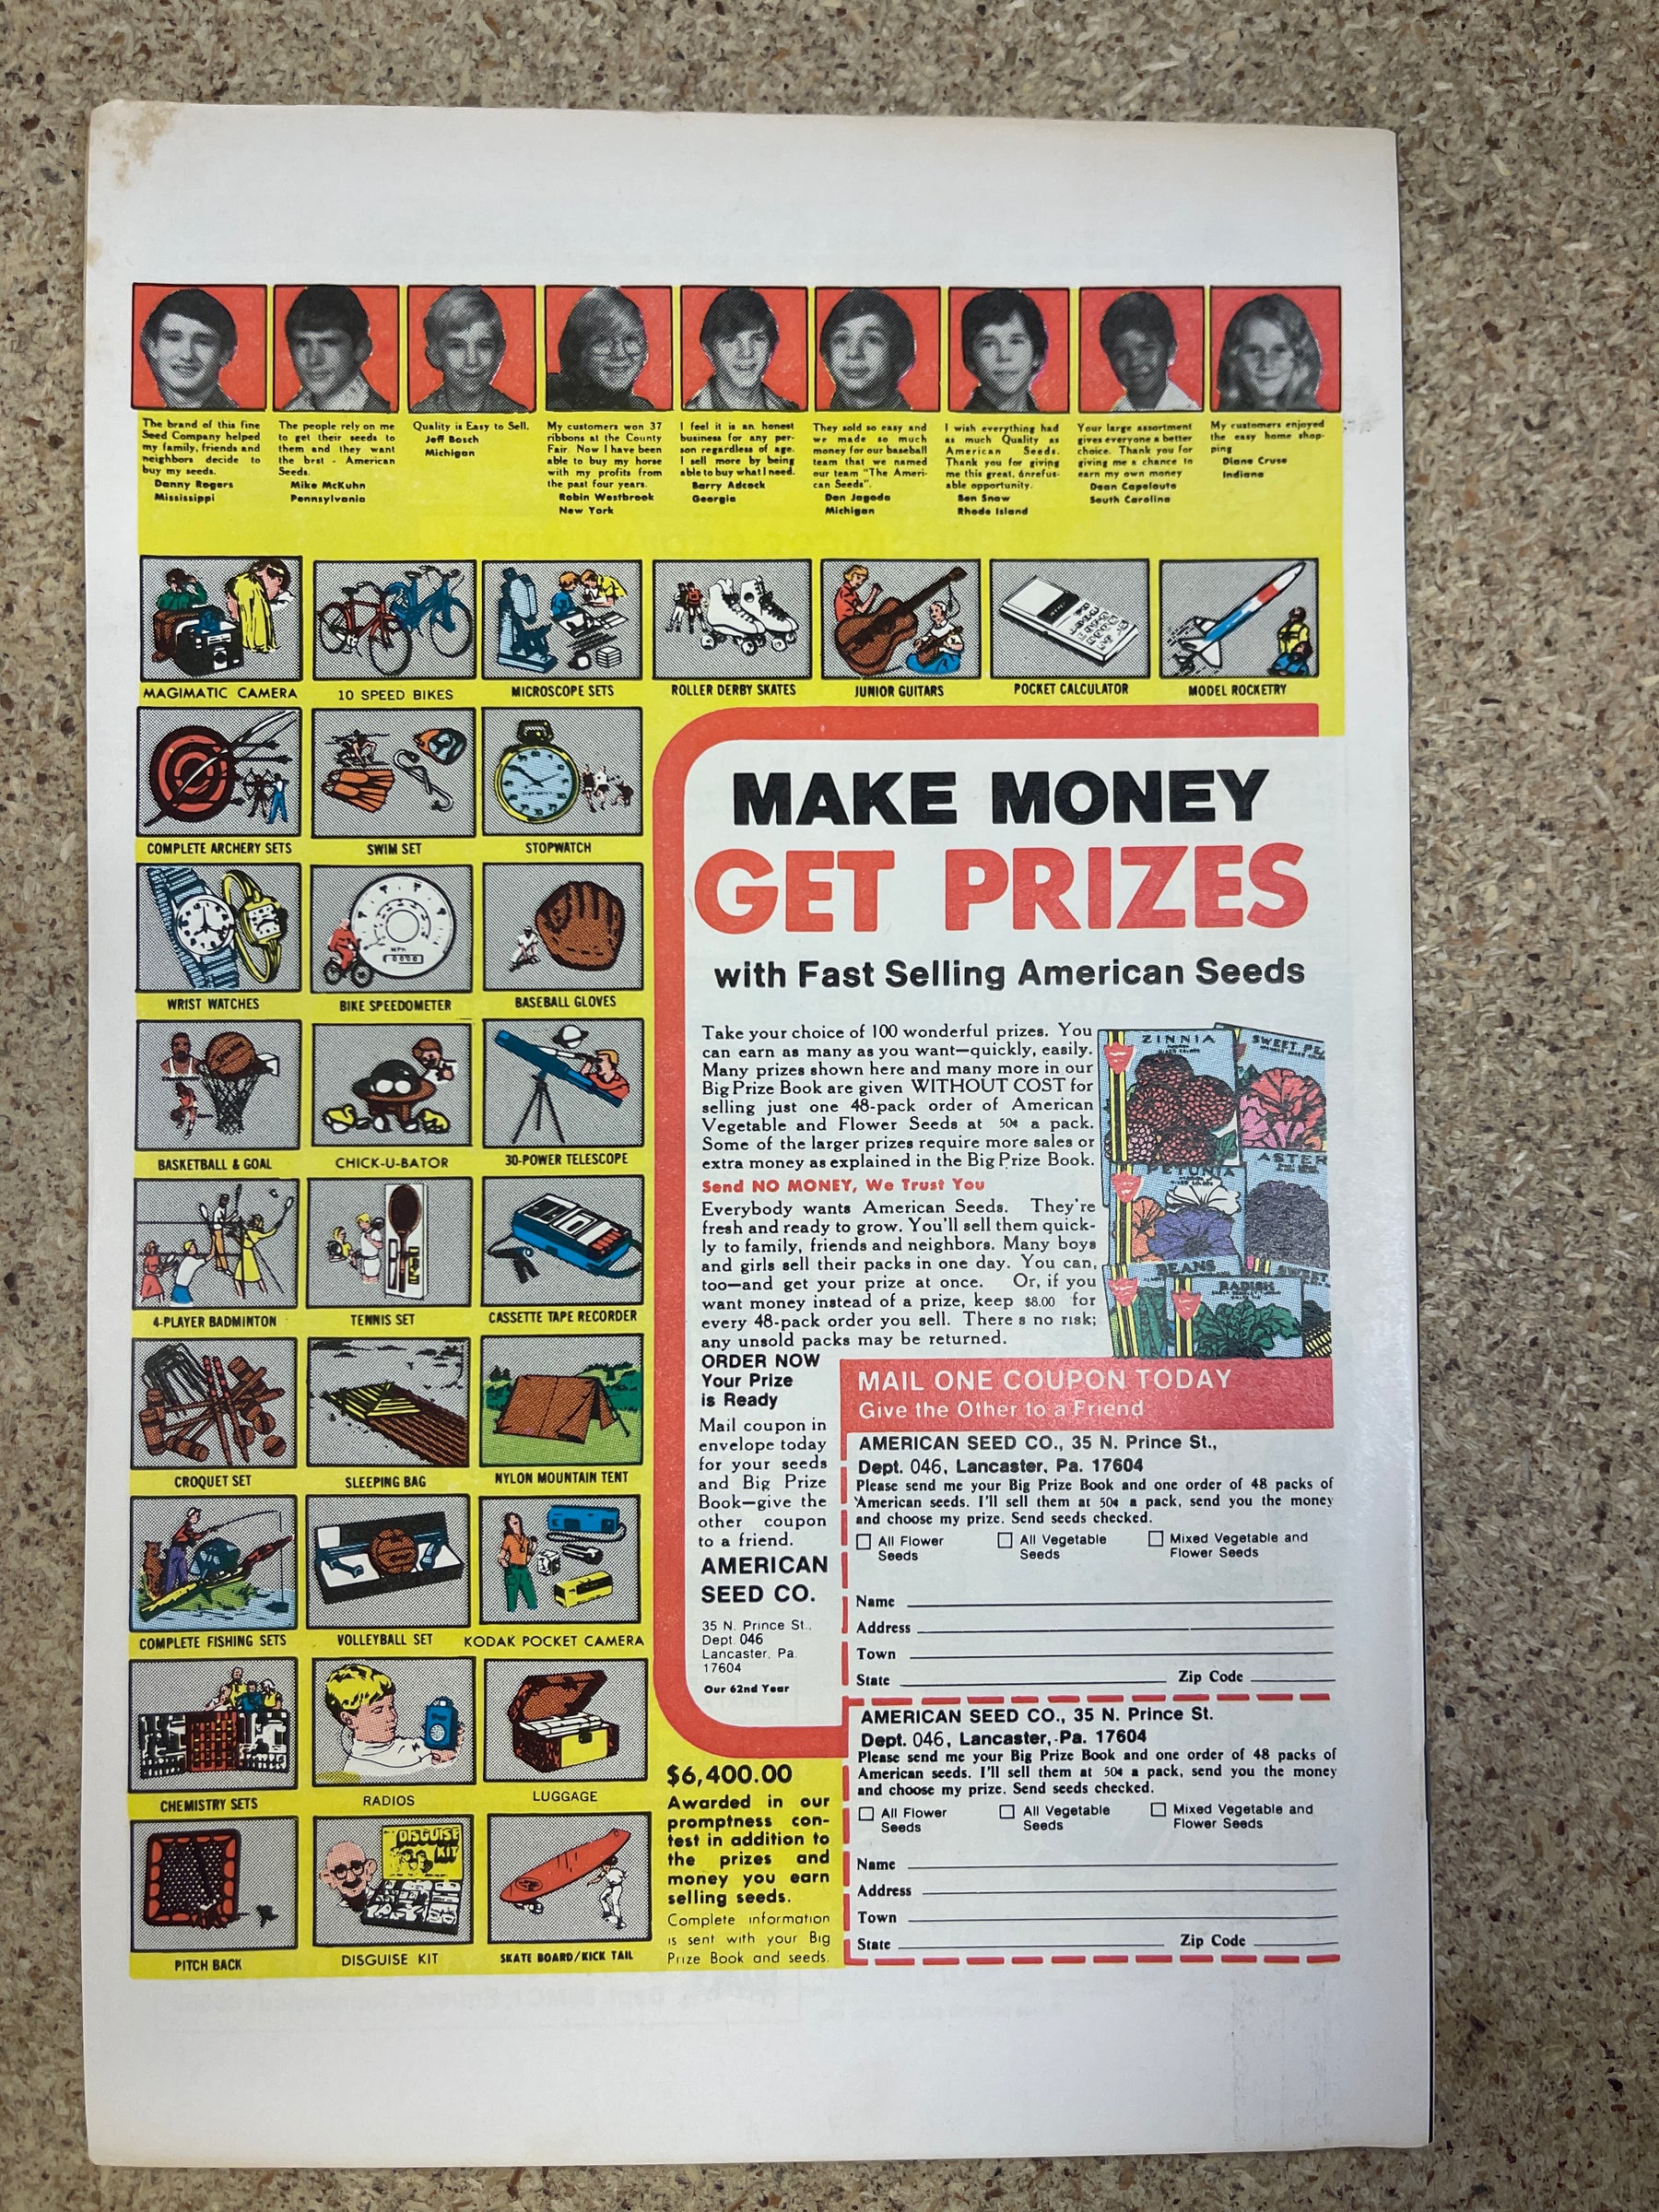 The brand of this fine
Seed Company helped
my family, friends and
neighbors decide to
buy my seeds.
Danny Rogers
Mississippi
The people rely on me
to get their seeds to
them and they want
the brst - American
Seeds.
Mike McKuhn
Pennsylvania
Quality is Easy to Sell.
Jeff Bosch
Michigan
My customers won 37
ribbons at the County
Fair. Now I have been
able to buy my horse
with my profits from
the past four years.
Robin Westbrook
New York
I feel it is an honest
business for any per-
son regardless of age.
I sell more by being
able to buy what I need.
Barry Adcock
Georgia
They sold so easy and
we made so much
money for our baseball
team that we named
our team "The Ameri-
can Seeds".
Dan Jagoda
Michigan
I wish everything had
as much Quality as
American Seeds.
Thank you for giving
me this great, unrefus-
able opportunity.
Ben Snow
Rhode Island
Your large assortment
gives everyone a better
choice. Thank you for
giving me a chance to
earn my own money
Dean Capelouto
South Carolina
My customers enjoyed
the easy home shop-
ping
Diane Cruse
Indiana
MAGIMATIC CAMERA
10 SPEED BIKES
MICROSCOPE SETS
ROLLER DERBY SKATES
JUNIOR GUITARS
POCKET CALCULATOR
MODEL ROCKETRY
COMPLETE ARCHERY SETS
SWIM SET
STOPWATCH
WRIST WATCHES
MPH
0000
BIKE SPEEDOMETER
BASEBALL GLOVES
BASKETBALL & GOAL
CHICK-U-BATOR
30-POWER TELESCOPE
4-PLAYER BADMINTON
TENNIS SET
CASSETTE TAPE RECORDER
CROQUET SET
SLEEPING BAG
NYLON MOUNTAIN TENT
COMPLETE FISHING SETS
VOLLEYBALL SET
KODAK POCKET CAMERA
CHEMISTRY SETS
RADIOS
LUGGAGE
PITCH BACK
DISGUISE
KIT
DISGUISE KIT
SKATE BOARD/KICK TAIL
MAKE MONEY
GET PRIZES
with Fast Selling American Seeds
Take your choice of 100 wonderful prizes. You
can earn as many as you want—quickly, easily.
Many prizes shown here and many more in our
Big Prize Book are given WITHOUT COST for
selling just one 48-pack order of American
Vegetable and Flower Seeds at 50¢ a pack.
Some of the larger prizes require more sales or
extra money as explained in the Big Prize Book.
Send NO MONEY, We Trust You
Everybody wants American Seeds. They're
fresh and ready to grow. You'll sell them quick-
ly to family, friends and neighbors. Many boys
and girls sell their packs in one day. You can,
too—and get your prize at once. Or, if you
want money instead of a prize, keep $8.00 for
every 48-pack order you sell. There s no risk;
any unsold packs may be returned.
ZINNIA
SWEET PE
PETUNIA
ASTER
BEANS
RADISH
SWEET
ORDER NOW
Your Prize
is Ready
Mail coupon in
envelope today
for your seeds
and Big Prize
Book—give the
other coupon
to a friend.
AMERICAN
SEED CO.
35 N. Prince St.,
Dept. 046
Lancaster, Pa.
17604
Our 62nd Year
MAIL ONE COUPON TODAY
Give the Other to a Friend
AMERICAN SEED CO., 35 N. Prince St.,
Dept. 046, Lancaster, Pa. 17604
Please send me your Big Prize Book and one order of 48 packs of
American seeds. I'll sell them at 50¢ a pack, send you the money
and choose my prize. Send seeds checked.
All Flower
Seeds
All Vegetable
Seeds
Mixed Vegetable and
Flower Seeds
Name
Address
Town
State Zip Code
AMERICAN SEED CO., 35 N. Prince St.
Dept. 046, Lancaster, Pa. 17604
Please send me your Big Prize Book and one order of 48 packs of
American seeds. I'll sell them at 50¢ a pack, send you the money
and choose my prize. Send seeds checked.
All Flower
Seeds
All Vegetable
Seeds
Mixed Vegetable and
Flower Seeds
Name
Address
Town
State Zip Code
$6,400.00
Awarded in our
promptness con-
test in addition to
the prizes and
money you earn
selling seeds.
Complete information
is sent with your Big
Prize Book and seeds.